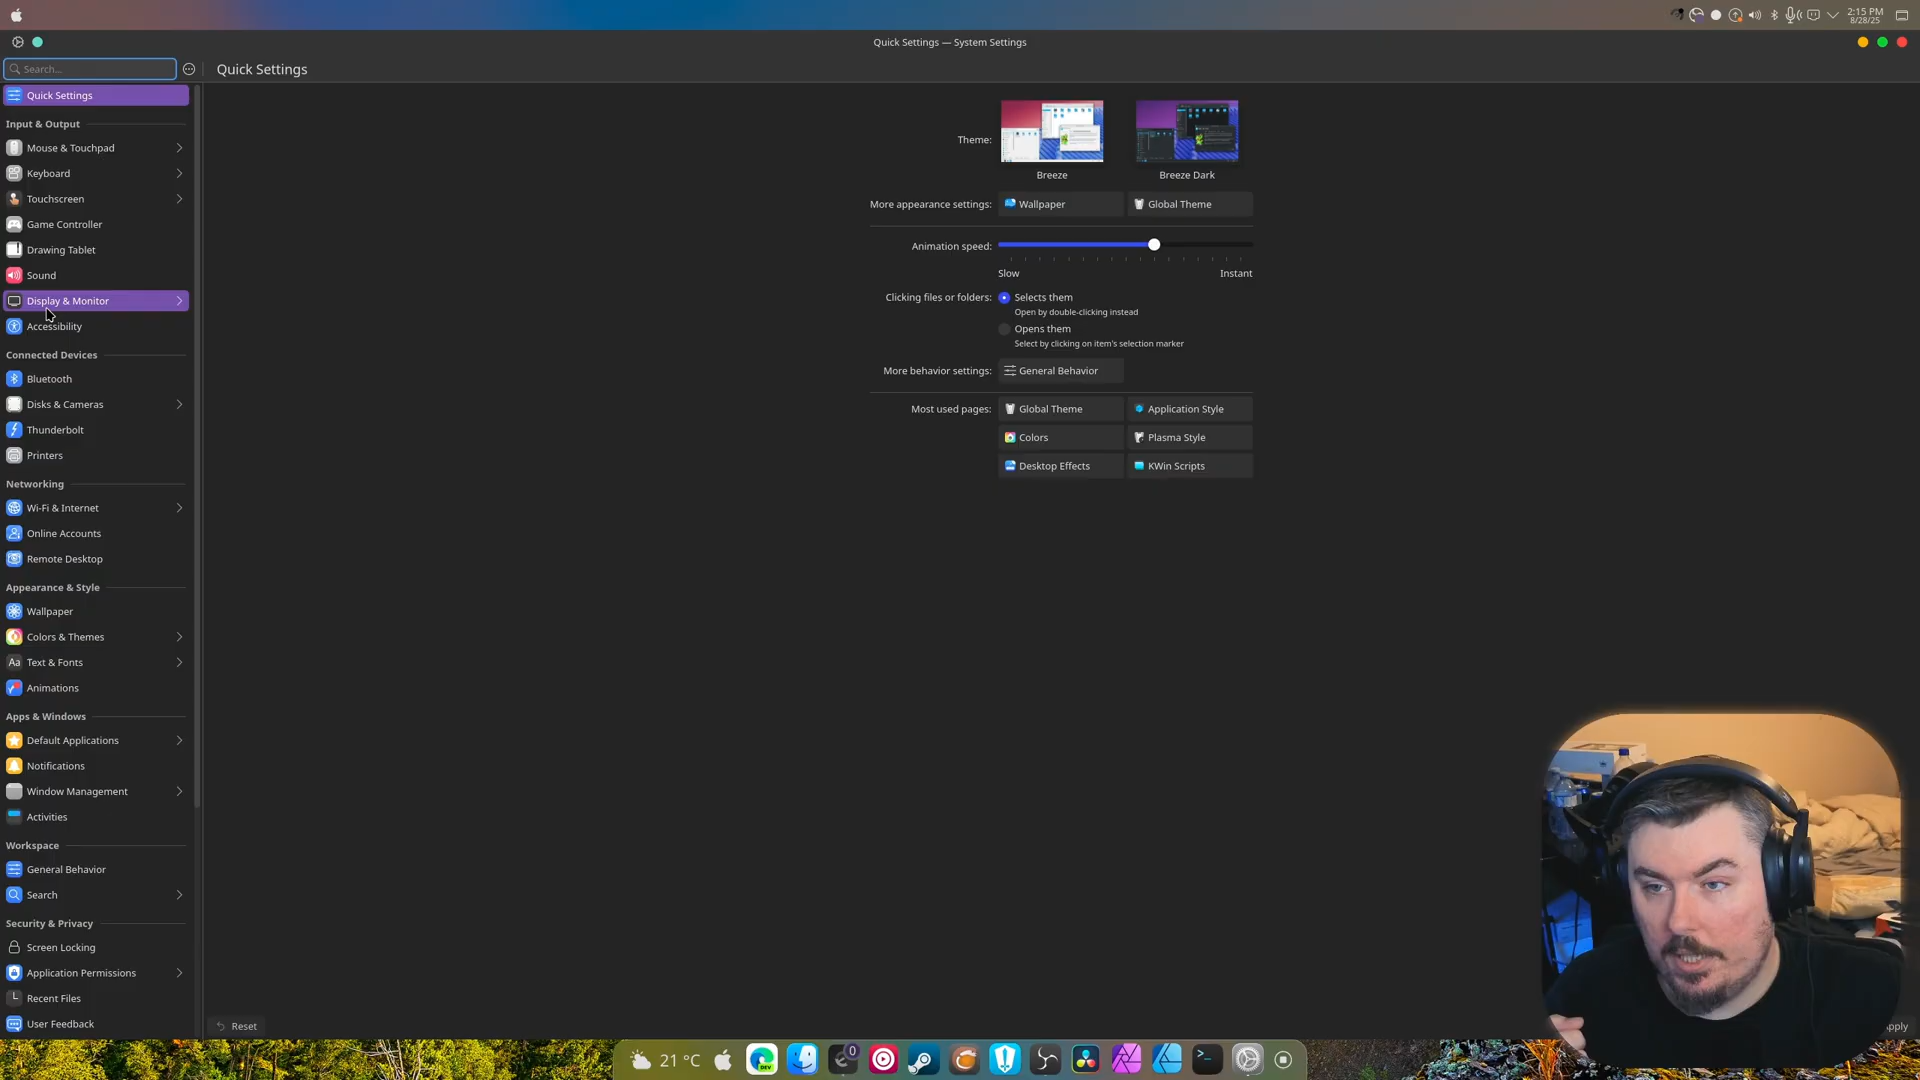 2:15 PM
8/28/25
Quick Settings — System Settings
Search...
Quick Settings
Quick Settings
Input & Output
Mouse & Touchpad
Keyboard
Touchscreen
Game Controller
Drawing Tablet
Sound
Display & Monitor
Accessibility
Connected Devices
Bluetooth
Disks & Cameras
Thunderbolt
Printers
Networking
Wi-Fi & Internet
Online Accounts
Remote Desktop
Appearance & Style
Wallpaper
Colors & Themes
Aa Text & Fonts
Animations
Apps & Windows
Default Applications
Notifications
Window Management
Activities
Workspace
General Behavior
Search
Security & Privacy
Screen Locking
Application Permissions
Recent Files
User Feedback
Theme:
Breeze
Breeze Dark
More appearance settings:
Wallpaper
Global Theme
Animation speed:
Slow
Instant
Clicking files or folders:
Selects them
Open by double-clicking instead
Opens them
Select by clicking on item's selection marker
More behavior settings:
General Behavior
Most used pages:
Global Theme
Application Style
Colors
Plasma Style
Desktop Effects
KWin Scripts
Reset
21 °C
DEV
0